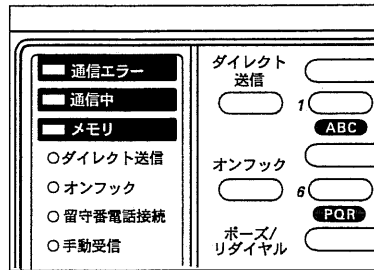 通信エラー
通信中
メモリ
ダイレクト送信
オンフック
留守番電話接続
手動受信
ダイレクト
送信
1
ABC
オンフック
6
PQR
ポーズ/
リダイヤル